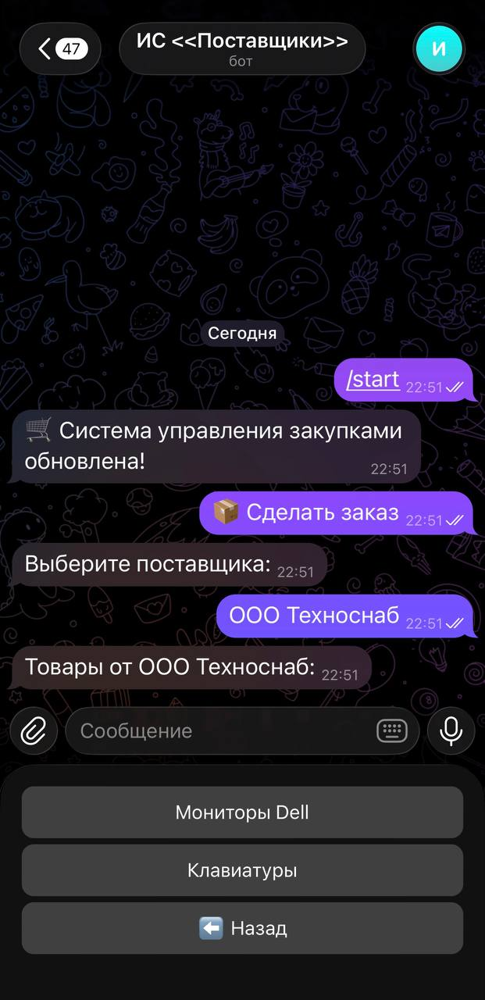 47
ИС <<Поставщики>>
бот
И
Сегодня
/start 22:51
🛒 Система управления закупками
обновлена! 22:51
📦 Сделать заказ 22:51
Выберите поставщика: 22:51
ООО Техноснаб 22:51
Товары от ООО Техноснаб: 22:51
Сообщение
Мониторы Dell
Клавиатуры
⬅️ Назад